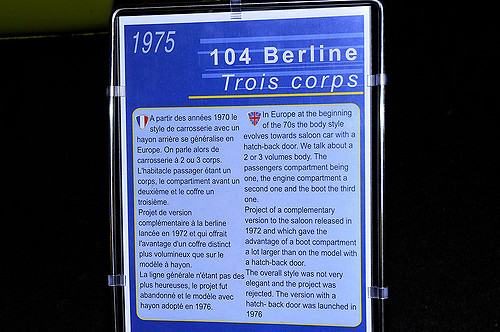 1975
104 Berline
Trois corps
A partir des années 1970 le
style de carrosserie avec un
hayon arrière se généralise en
Europe. On parle alors de
carrosserie à 2 ou 3 corps.
L'habitacle passager étant un
corps, le compartiment avant un
deuxième et le coffre un
troisième.
Projet de version
complémentaire à la berline
lancée en 1972 et qui offrait
l'avantage d'un coffre distinct
plus volumineux que sur le
modèle à hayon.
La ligne générale n'étant pas des
plus heureuses, le projet fut
abandonné et le modèle avec
hayon adopté en 1976.
In Europe at the beginning
of the 70s the body style
evolves towards saloon car with a
hatch-back door. We talk about a
2 or 3 volumes body. The
passengers compartment being
one, the engine compartment a
second one and the boot the third
one.
Project of a complementary
version to the saloon released in
1972 and which gave the
advantage of a boot compartment
a lot larger than on the model with
a hatch-back door.
The overall style was not very
elegant and the project was
rejected. The version with a
hatch- back door was launched in
1976